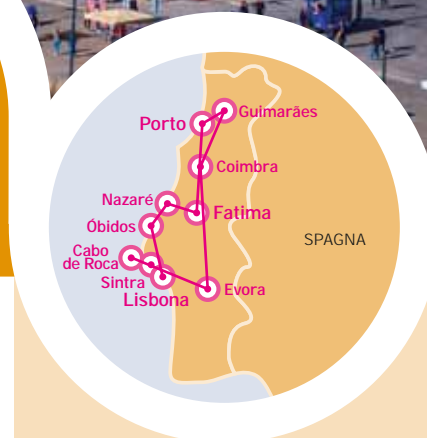 Guimarães
Porto
Coimbra
Nazaré
Fatima
Óbidos
SPAGNA
Cabo
de Roca
Sintra
Evora
Lisbona